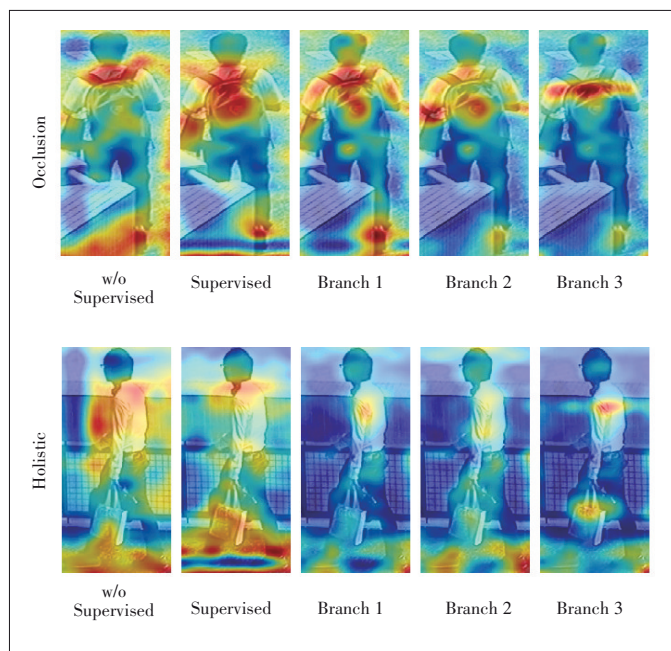 Occlusion
w/o
Supervised
Supervised
Branch 1
Branch 2
Branch 3
Holistic
w/o
Supervised
Supervised
Branch 1
Branch 2
Branch 3